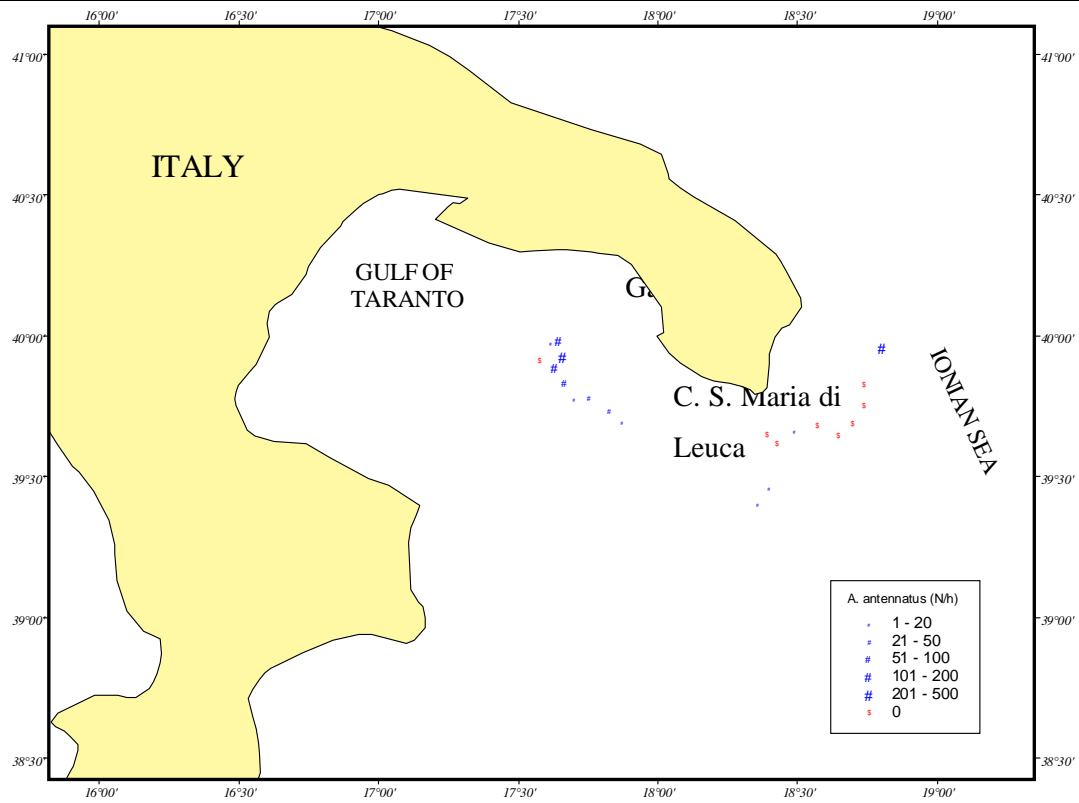 16°00' 16°30' 17°00' 17°30' 18°00' 18°30' 19°00'
41°00' 41°00'
ITALY
40°30' 40°30'
GULF OF
TARANTO
Ga
40°00' 40°00'
IONIAN SEA
C. S. Maria di
Leuca
39°30' 39°30'
A. antennatus (N/h)
# 1 - 20
# 21 - 50
# 51 - 100
# 101 - 200
# 201 - 500
$ 0
39°00' 39°00'
38°30' 38°30'
16°00' 16°30' 17°00' 17°30' 18°00' 18°30' 19°00'